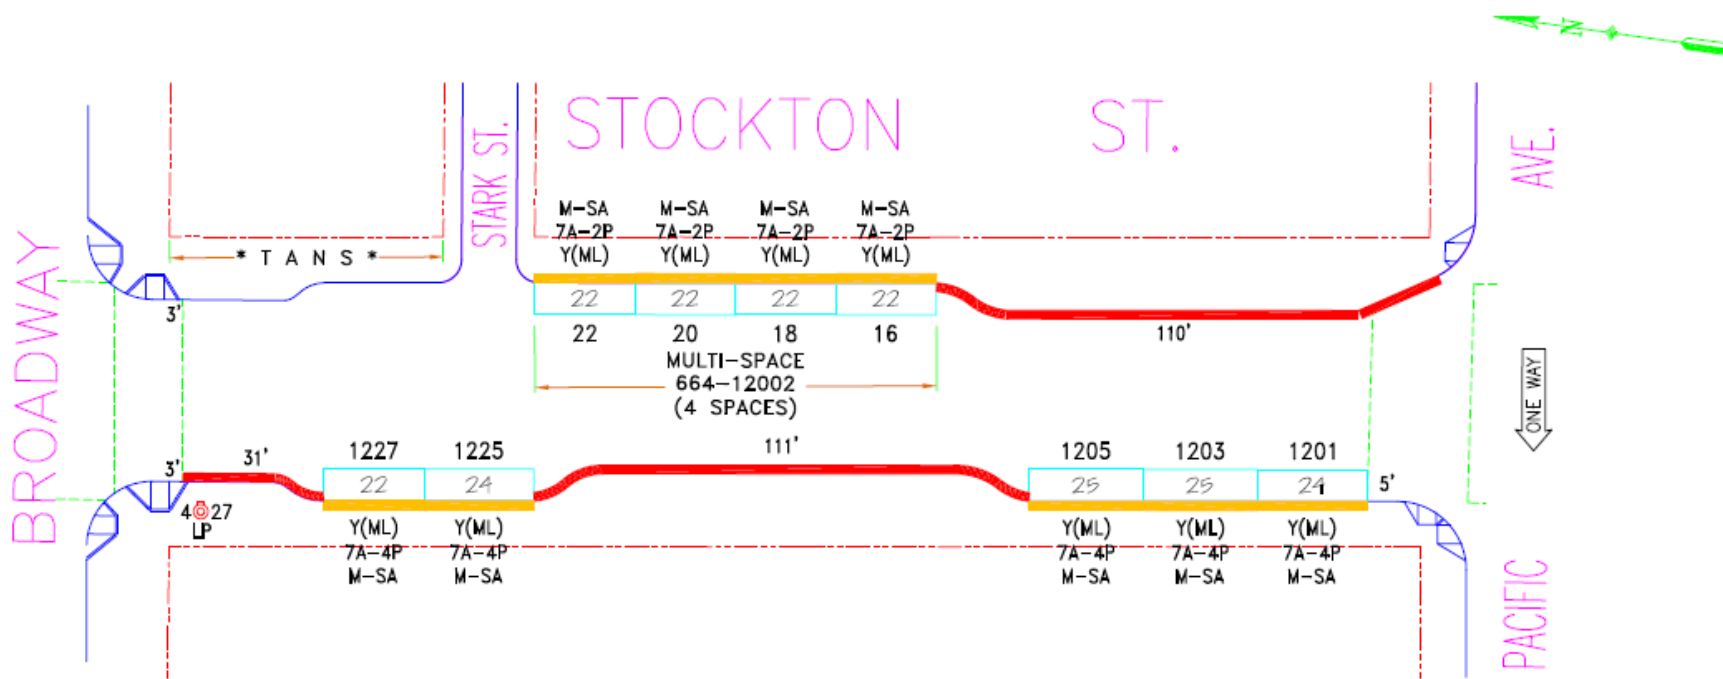 N
STOCKTON ST.
STARK ST.
BROADWAY
PACIFIC AVE.
ONE WAY
* T A N S *
M-SA M-SA M-SA M-SA
7A-2P 7A-2P 7A-2P 7A-2P
Y(ML) Y(ML) Y(ML) Y(ML)
22 22 22 22
3'
22 20 18 16
110'
MULTI-SPACE
664-12002
(4 SPACES)
3' 31' 1227 1225 111' 1205 1203 1201
22 24 25 25 24 5'
4 27
LP
Y(ML) Y(ML) Y(ML) Y(ML) Y(ML)
7A-4P 7A-4P 7A-4P 7A-4P 7A-4P
M-SA M-SA M-SA M-SA M-SA